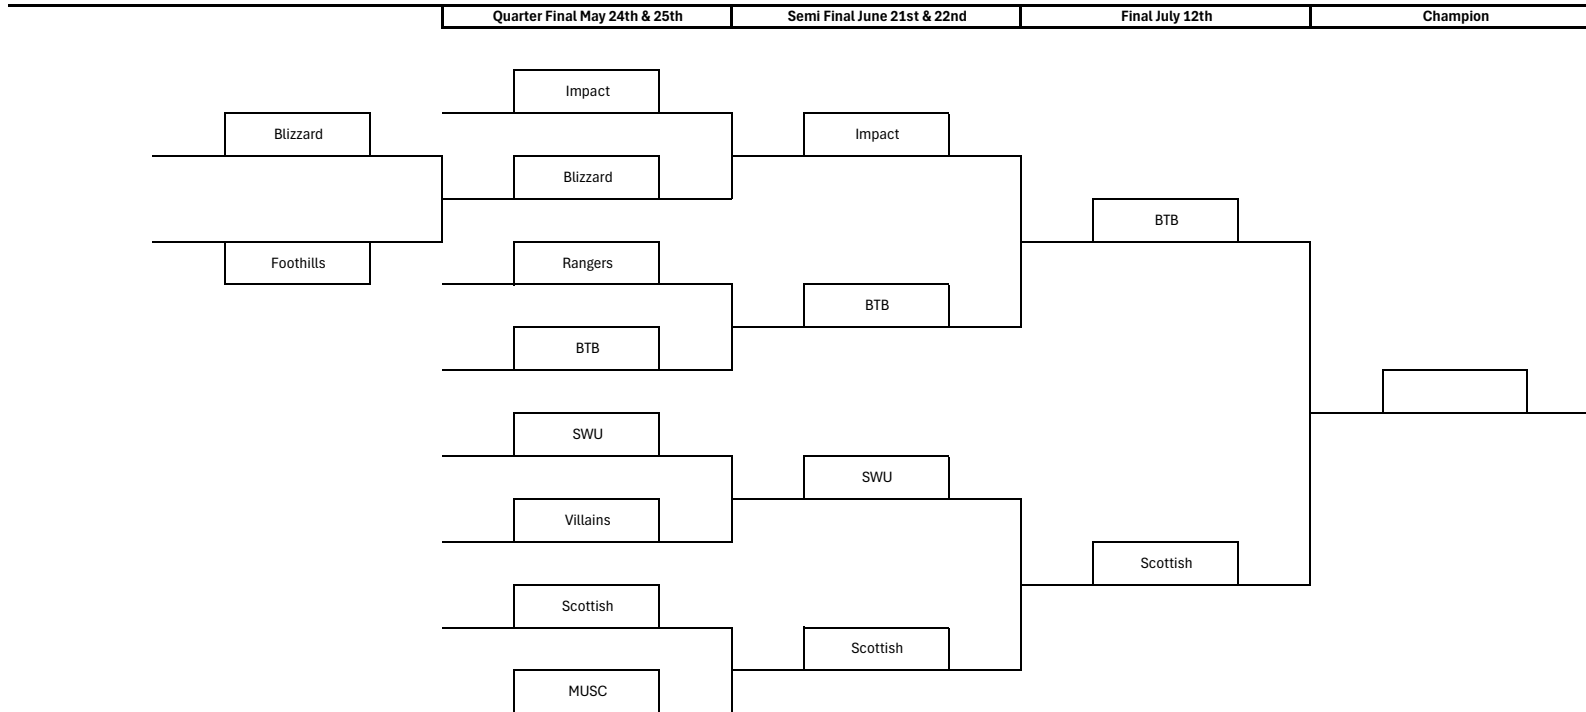 Quarter Final May 24th & 25th
Semi Final June 21st & 22nd
Final July 12th
Champion
Impact
Blizzard
Impact
Blizzard
BTB
Foothills
Rangers
BTB
BTB
SWU
SWU
Villains
Scottish
Scottish
Scottish
MUSC